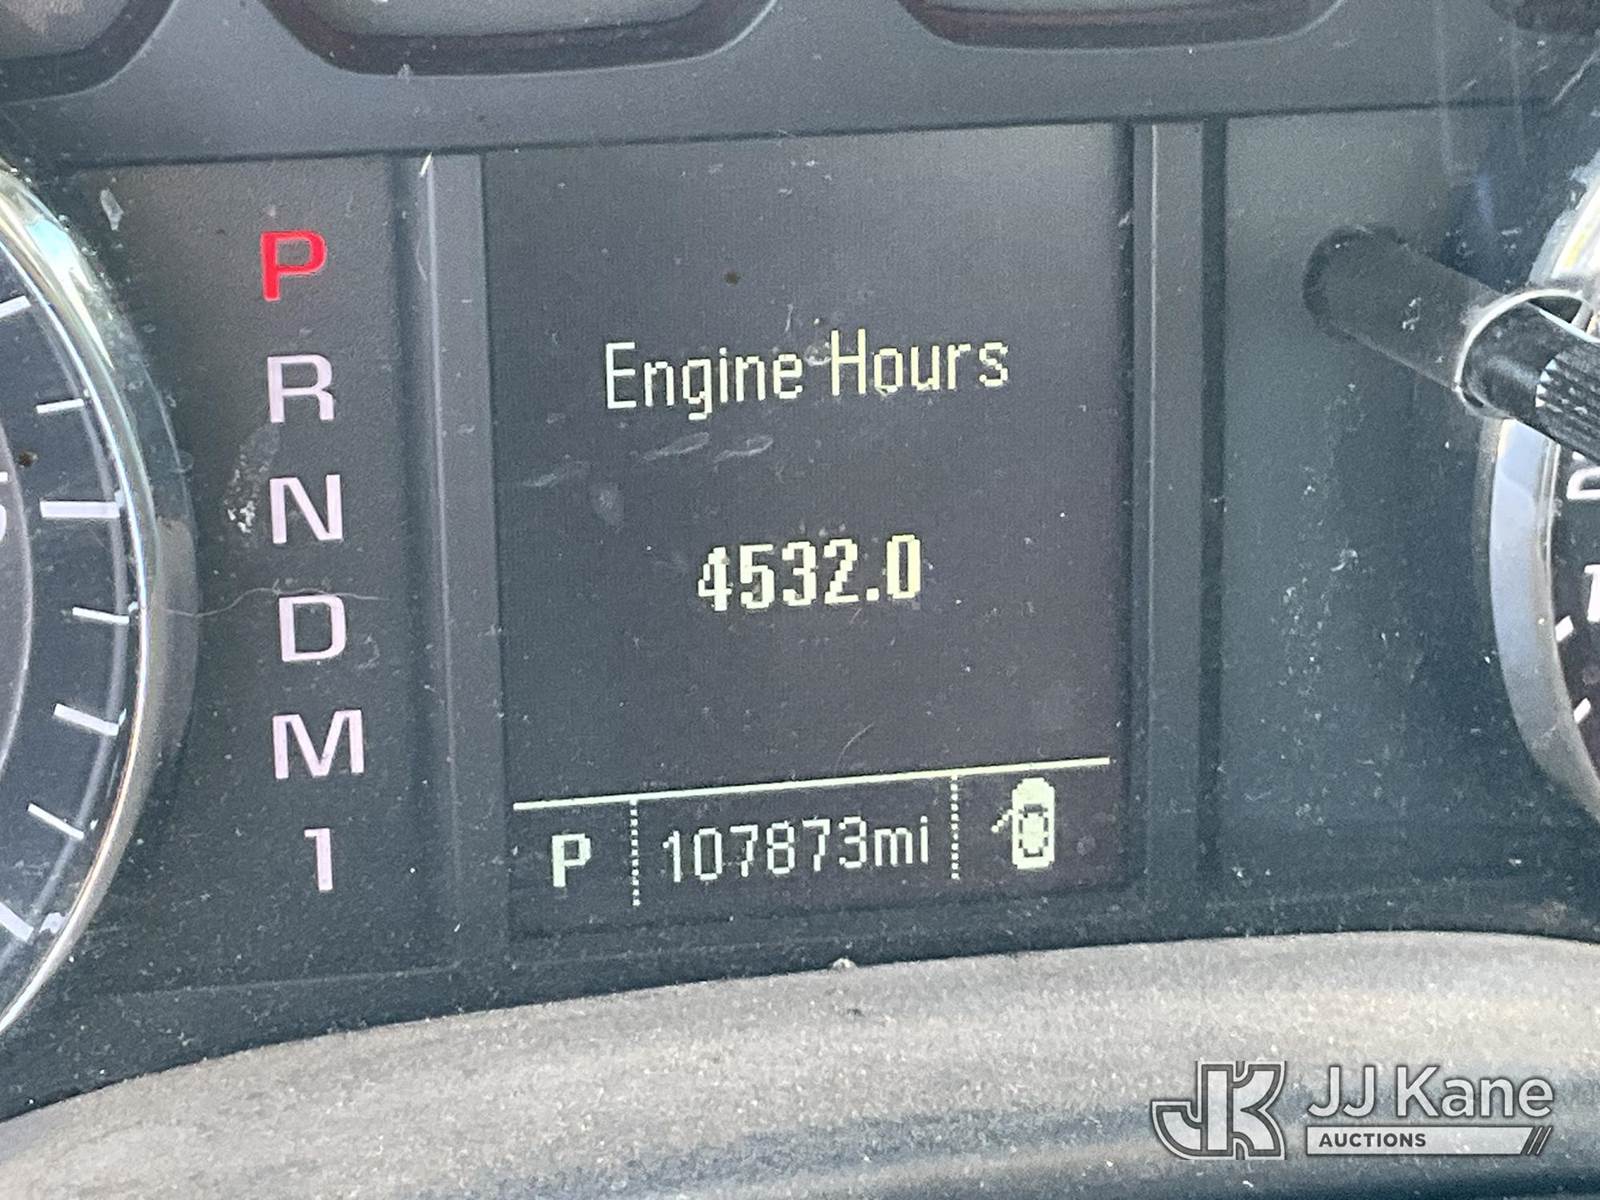 P
R
N
D
M
1
Engine Hours
4532.0
P 107873mi
JJ Kane
AUCTIONS